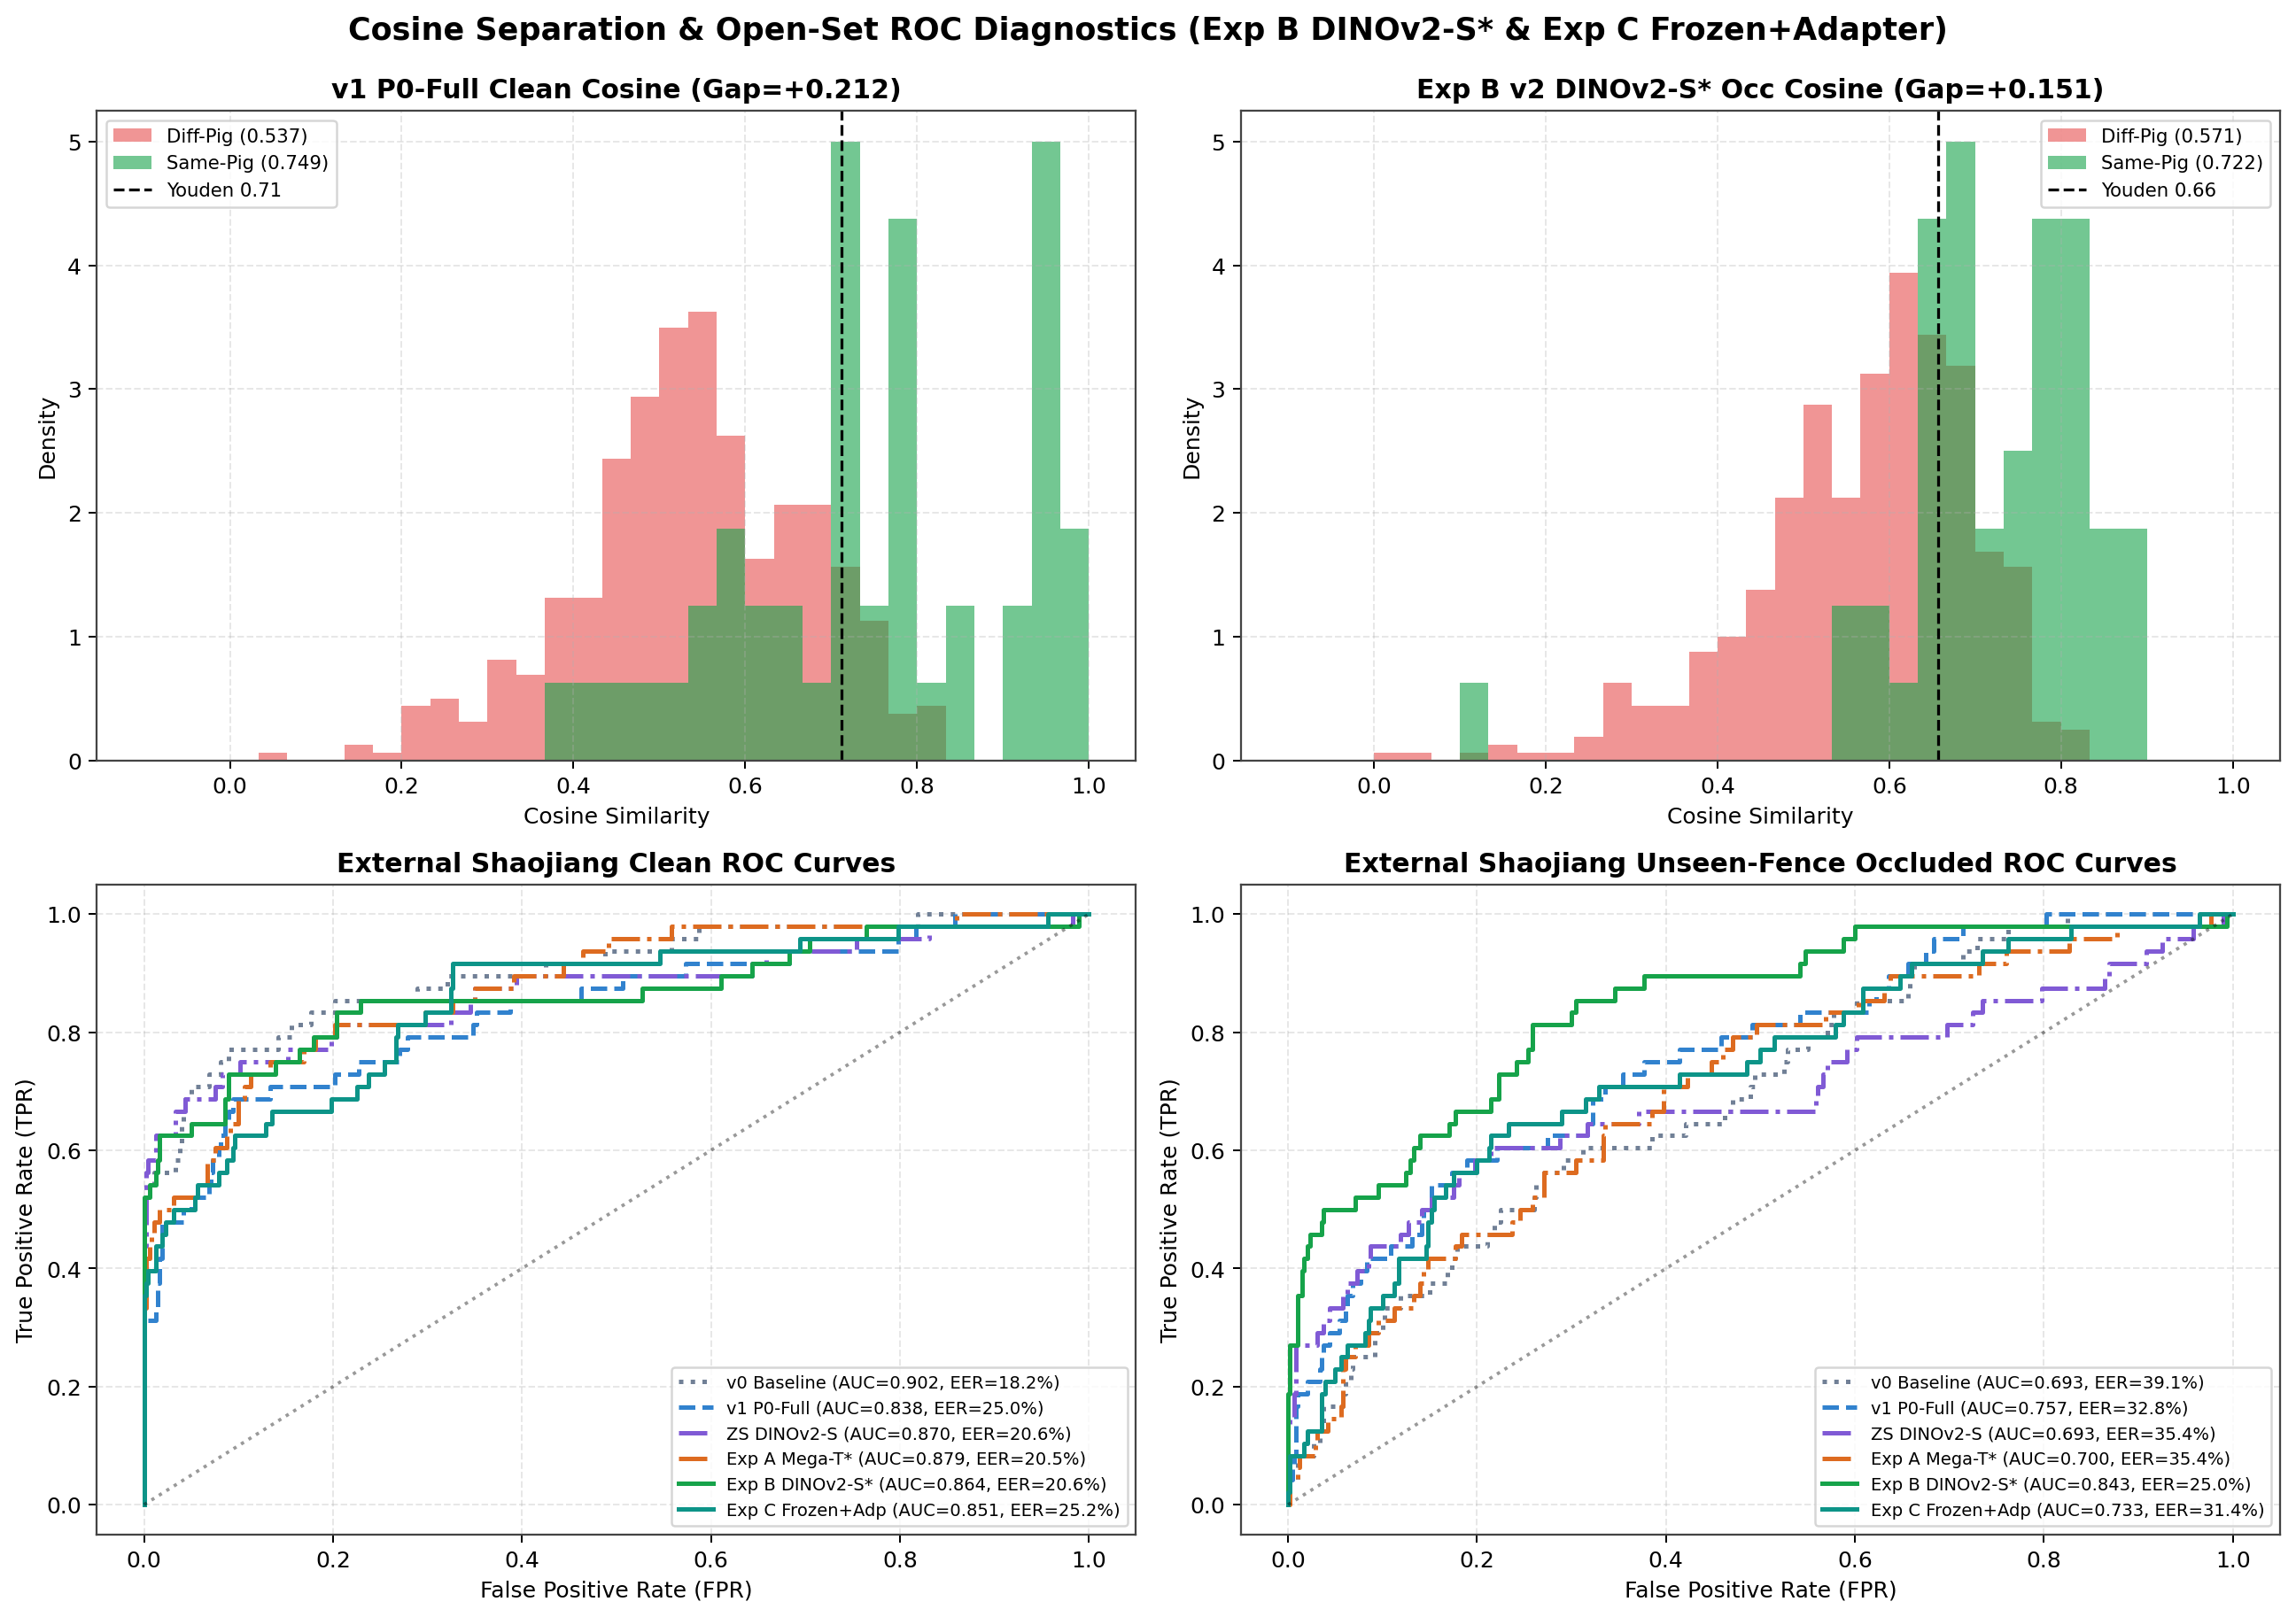 Cosine Separation & Open-Set ROC Diagnostics (Exp B DINOv2-S* & Exp C Frozen+Adapter)
v1 P0-Full Clean Cosine (Gap=+0.212)
Diff-Pig (0.537)
Same-Pig (0.749)
Youden 0.71
Density
5
4
3
2
1
0
0.0 0.2 0.4 0.6 0.8 1.0
Cosine Similarity
Exp B v2 DINOv2-S* Occ Cosine (Gap=+0.151)
Diff-Pig (0.571)
Same-Pig (0.722)
Youden 0.66
Density
5
4
3
2
1
0
0.0 0.2 0.4 0.6 0.8 1.0
Cosine Similarity
External Shaojiang Clean ROC Curves
True Positive Rate (TPR)
1.0
0.8
0.6
0.4
0.2
0.0
v0 Baseline (AUC=0.902, EER=18.2%)
v1 P0-Full (AUC=0.838, EER=25.0%)
ZS DINOv2-S (AUC=0.870, EER=20.6%)
Exp A Mega-T* (AUC=0.879, EER=20.5%)
Exp B DINOv2-S* (AUC=0.864, EER=20.6%)
Exp C Frozen+Adp (AUC=0.851, EER=25.2%)
0.0 0.2 0.4 0.6 0.8 1.0
False Positive Rate (FPR)
External Shaojiang Unseen-Fence Occluded ROC Curves
True Positive Rate (TPR)
1.0
0.8
0.6
0.4
0.2
0.0
v0 Baseline (AUC=0.693, EER=39.1%)
v1 P0-Full (AUC=0.757, EER=32.8%)
ZS DINOv2-S (AUC=0.693, EER=35.4%)
Exp A Mega-T* (AUC=0.700, EER=35.4%)
Exp B DINOv2-S* (AUC=0.843, EER=25.0%)
Exp C Frozen+Adp (AUC=0.733, EER=31.4%)
0.0 0.2 0.4 0.6 0.8 1.0
False Positive Rate (FPR)